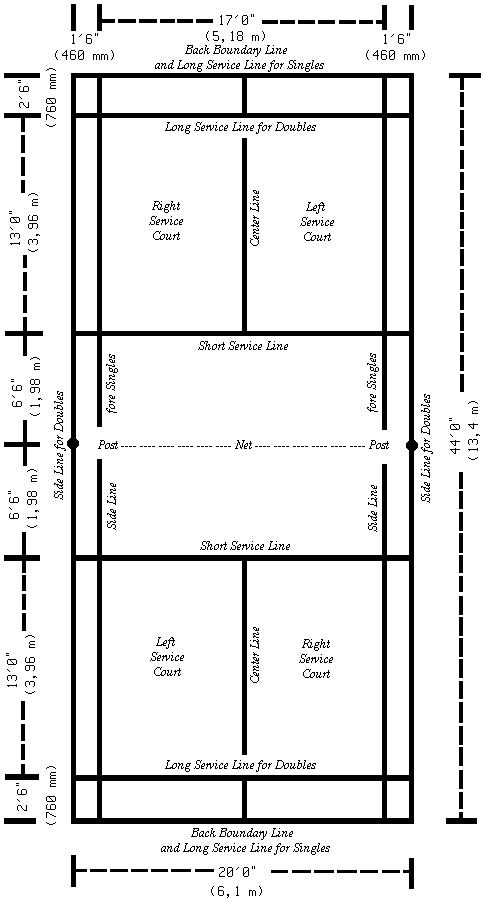 17'0"
(5,18 m)
1'6"
(460 mm)
1'6"
(460 mm)
Back Boundary Line
and Long Service Line for Singles
2'6"
(760 mm)
Long Service Line for Doubles
13'0"
(3,96 m)
Right
Service
Court
Center Line
Left
Service
Court
Short Service Line
6'6"
(1,98 m)
fore Singles
fore Singles
Side Line for Doubles
Post
Net
Post
Side Line for Doubles
44'0"
(13,4 m)
6'6"
(1,98 m)
Side Line
Side Line
Short Service Line
13'0"
(3,96 m)
Left
Service
Court
Center Line
Right
Service
Court
Long Service Line for Doubles
2'6"
(760 mm)
Back Boundary Line
and Long Service Line for Singles
20'0"
(6,1 m)